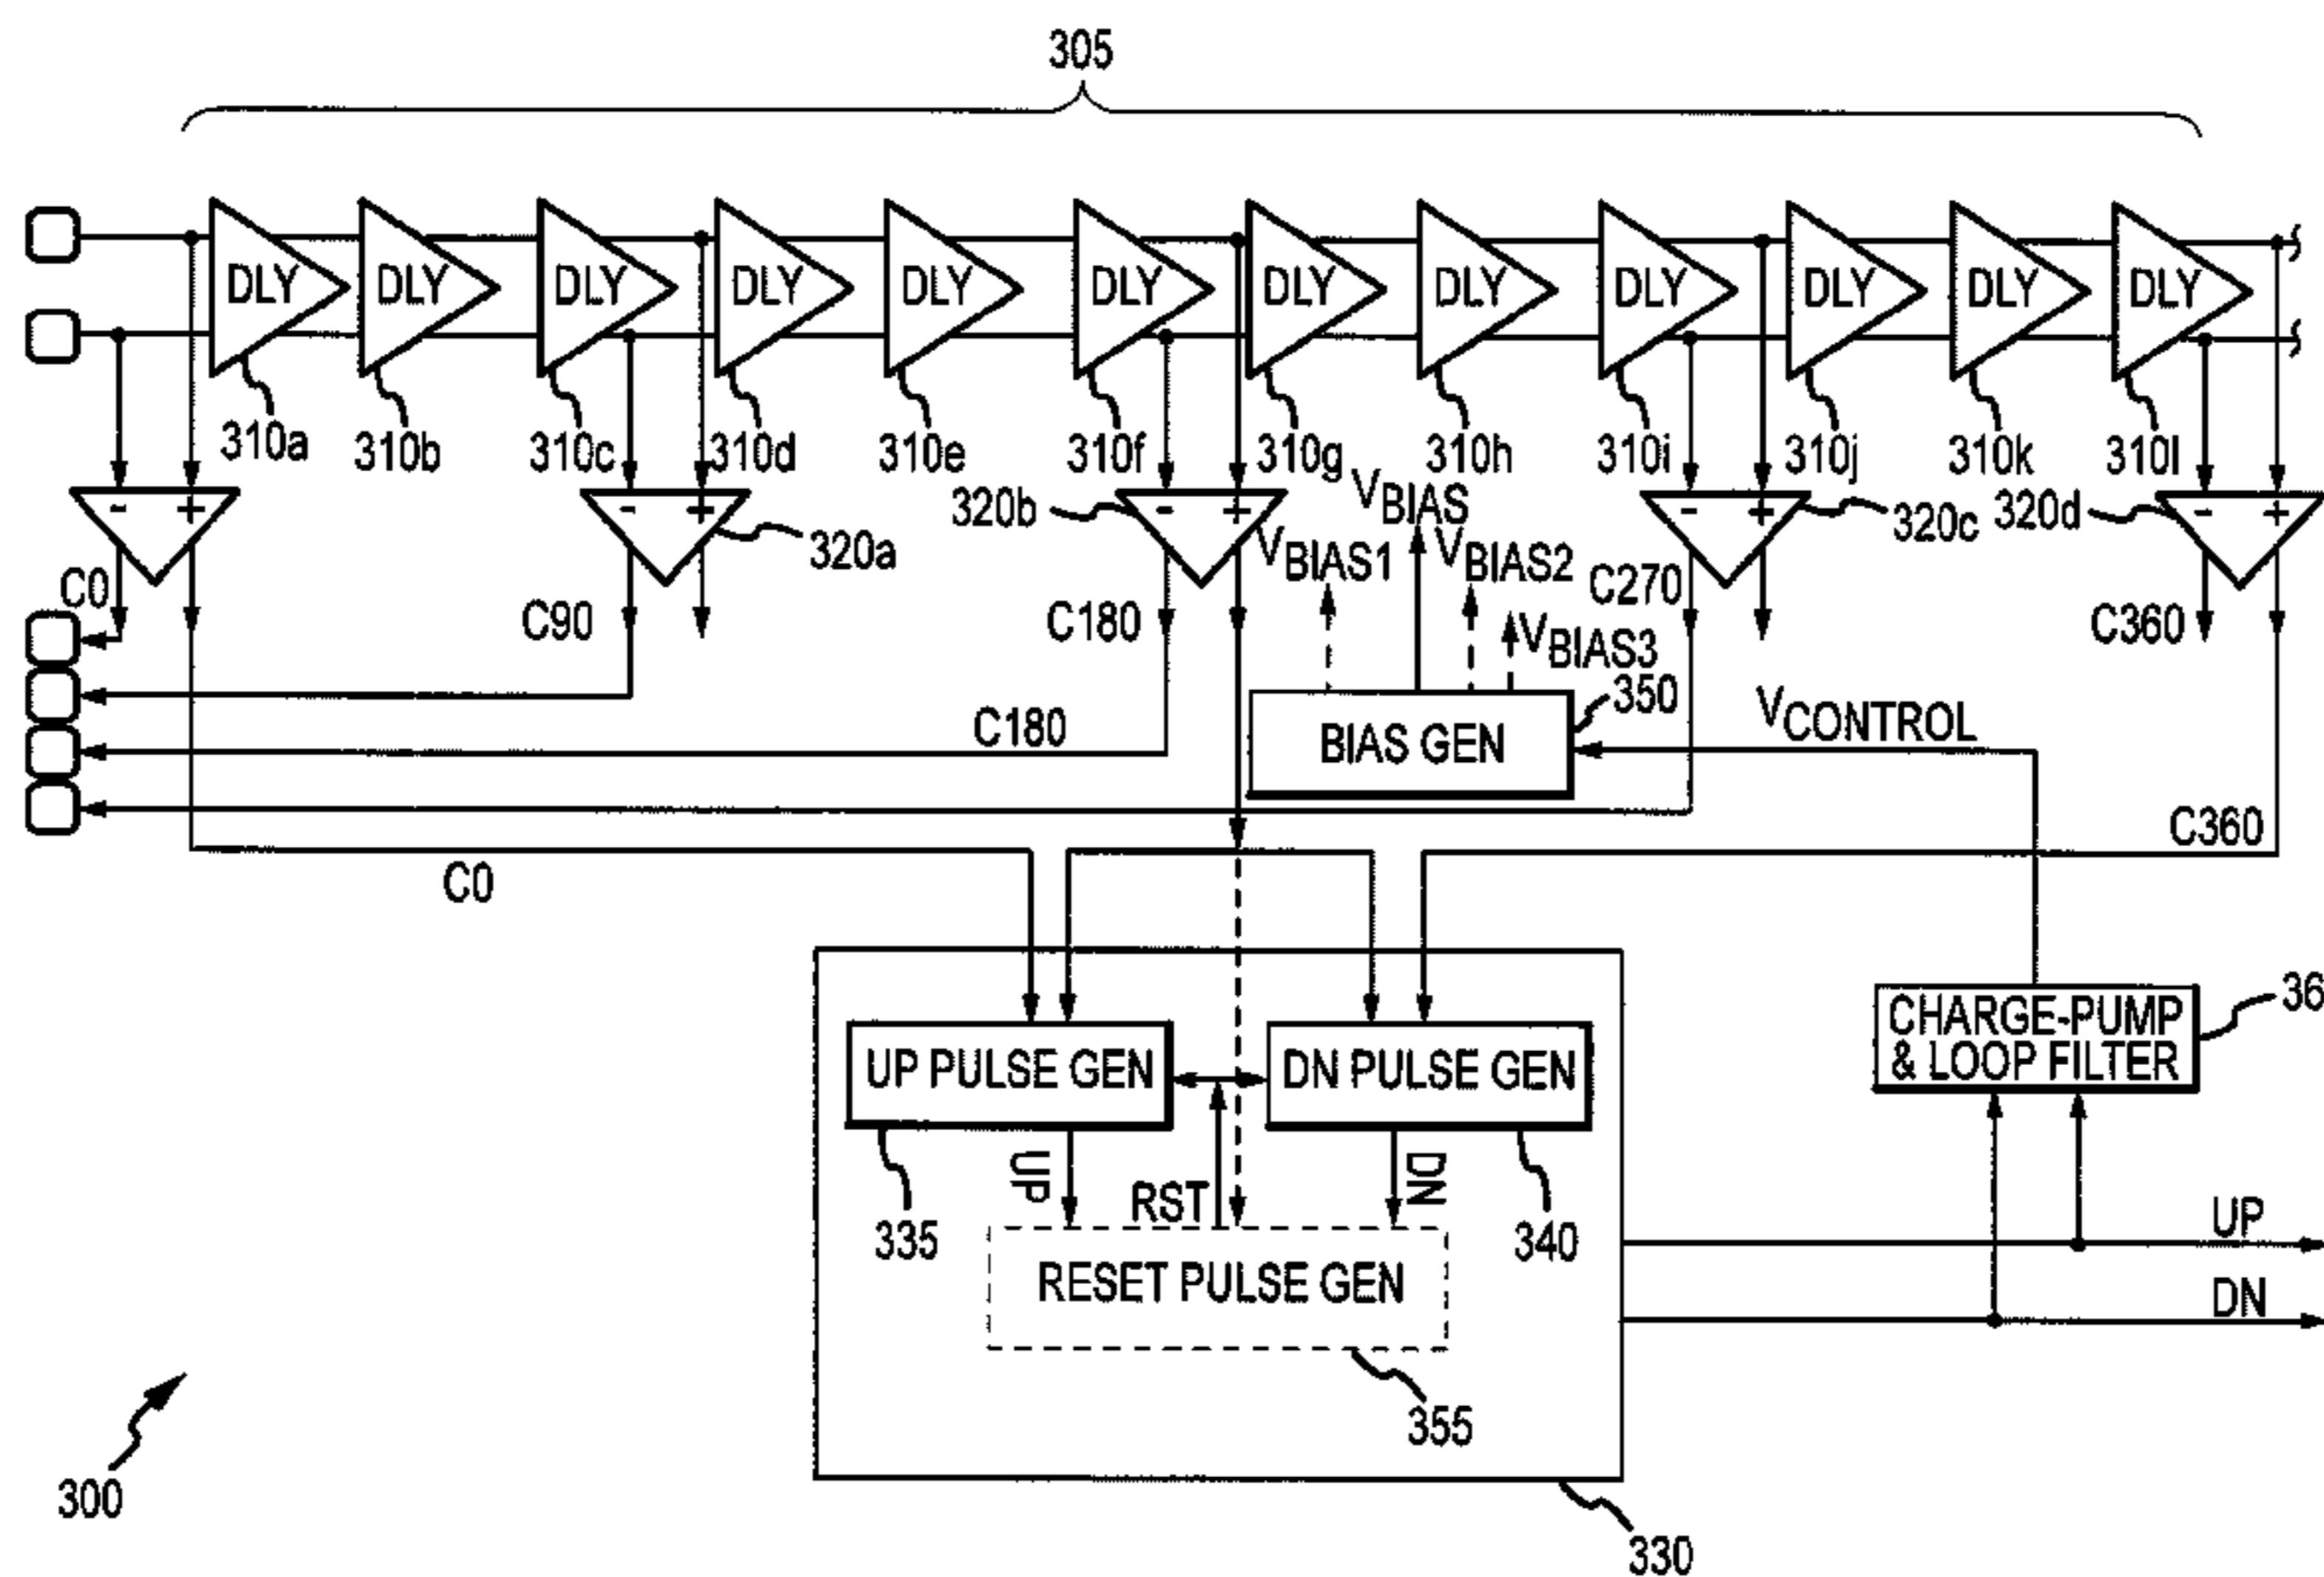 305
DLY DLY DLY DLY DLY DLY DLY DLY DLY DLY DLY DLY
310a 310b 310c 310d 310e 310f 310g 310h 310i 310j 310k 310l
- + - + - + - + - +
320a 320b 320c 320d
VBIAS
VBIAS1 VBIAS2
VBIAS3
C0 C90 C180 C270 C360
350
C180
BIAS GEN
VCONTROL
C360
C0
36
CHARGE-PUMP
& LOOP FILTER
UP PULSE GEN
DN PULSE GEN
UP
RST
DN
335
340
UP
RESET PULSE GEN
DN
355
300
330